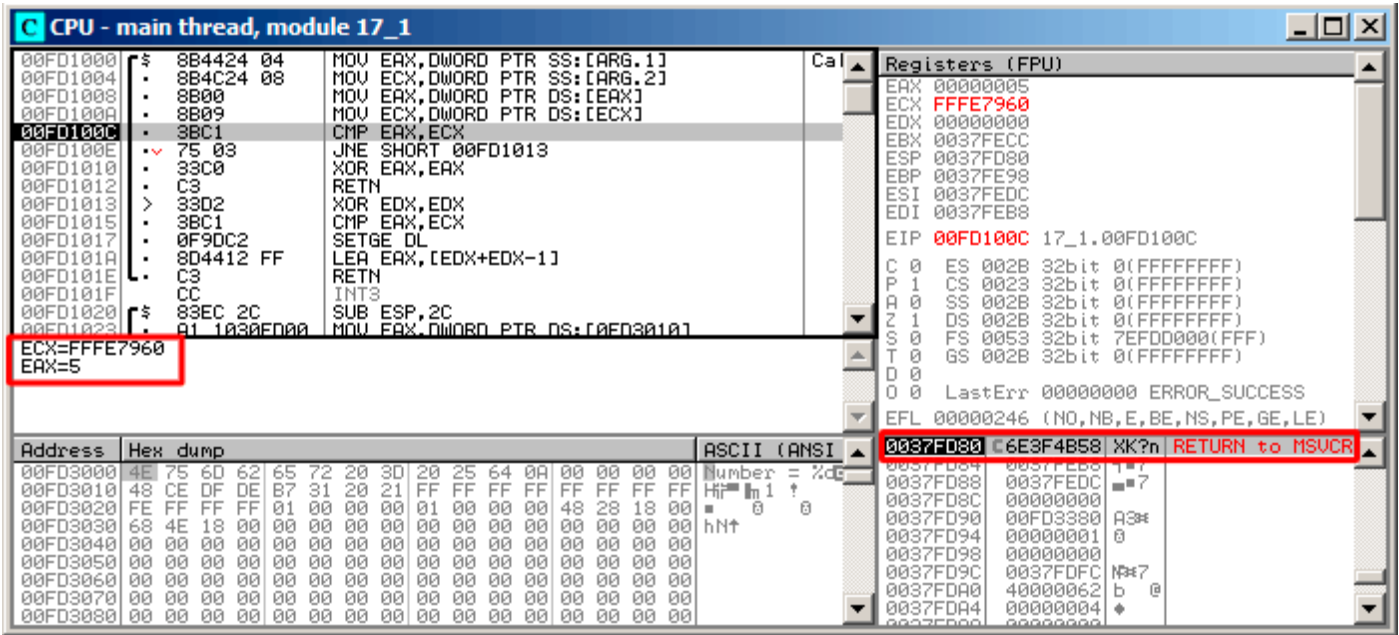 CPU - main thread, module 17_1
00FD1000 $ 8B4424 04 MOV EAX,DWORD PTR SS:[ARG.1] Cal
00FD1004 . 8B4C24 08 MOV ECX,DWORD PTR SS:[ARG.2]
00FD1008 . 8B00 MOV EAX,DWORD PTR DS:[EAX]
00FD100A . 8B09 MOV ECX,DWORD PTR DS:[ECX]
00FD100C . 3BC1 CMP EAX,ECX
00FD100E . 75 03 JNE SHORT 00FD1013
00FD1010 . 33C0 XOR EAX,EAX
00FD1012 . C3 RETN
00FD1013 > 33D2 XOR EDX,EDX
00FD1015 . 3BC1 CMP EAX,ECX
00FD1017 . 0F9DC2 SETGE DL
00FD101A . 8D4412 FF LEA EAX,[EDX+EDX-1]
00FD101E . C3 RETN
00FD101F CC INT3
00FD1020 $ 83EC 2C SUB ESP,2C
00FD1023 . A1 1030FD00 MOV EAX,DWORD PTR DS:[0FD3010]
ECX=FFFE7960
EAX=5
Registers (FPU)
EAX 00000005
ECX FFFE7960
EDX 00000000
EBX 0037FECC
ESP 0037FD80
EBP 0037FE98
ESI 0037FEDC
EDI 0037FEB8
EIP 00FD100C 17_1.00FD100C
C 0 ES 002B 32bit 0(FFFFFFFF)
P 1 CS 0023 32bit 0(FFFFFFFF)
A 0 SS 002B 32bit 0(FFFFFFFF)
Z 1 DS 002B 32bit 0(FFFFFFFF)
S 0 FS 0053 32bit 7EFDD000(FFF)
T 0 GS 002B 32bit 0(FFFFFFFF)
D 0
O 0 LastErr 00000000 ERROR_SUCCESS
EFL 00000246 (NO,NB,E,BE,NS,PE,GE,LE)
Address Hex dump ASCII (ANSI
00FD3000 4E 75 6D 62 65 72 20 3D 20 25 64 0A 00 00 00 00 Number = %d
00FD3010 48 CE DF DE B7 31 20 21 FF FF FF FF FF FF FF FF
00FD3020 FE FF FF FF 01 00 00 00 01 00 00 00 48 28 18 00
00FD3030 68 4E 18 00 00 00 00 00 00 00 00 00 00 00 00 00 hN↑
00FD3040 00 00 00 00 00 00 00 00 00 00 00 00 00 00 00 00
00FD3050 00 00 00 00 00 00 00 00 00 00 00 00 00 00 00 00
00FD3060 00 00 00 00 00 00 00 00 00 00 00 00 00 00 00 00
00FD3070 00 00 00 00 00 00 00 00 00 00 00 00 00 00 00 00
00FD3080 00 00 00 00 00 00 00 00 00 00 00 00 00 00 00 00
0037FD80 6E3F4B58 XK?n RETURN to MSVCR
0037FD84 0037FEB8
0037FD88 0037FEDC
0037FD8C 00000000
0037FD90 00FD3380
0037FD94 00000001
0037FD98 00000000
0037FD9C 0037FDFC
0037FDA0 40000062 b @
0037FDA4 00000004 ♦